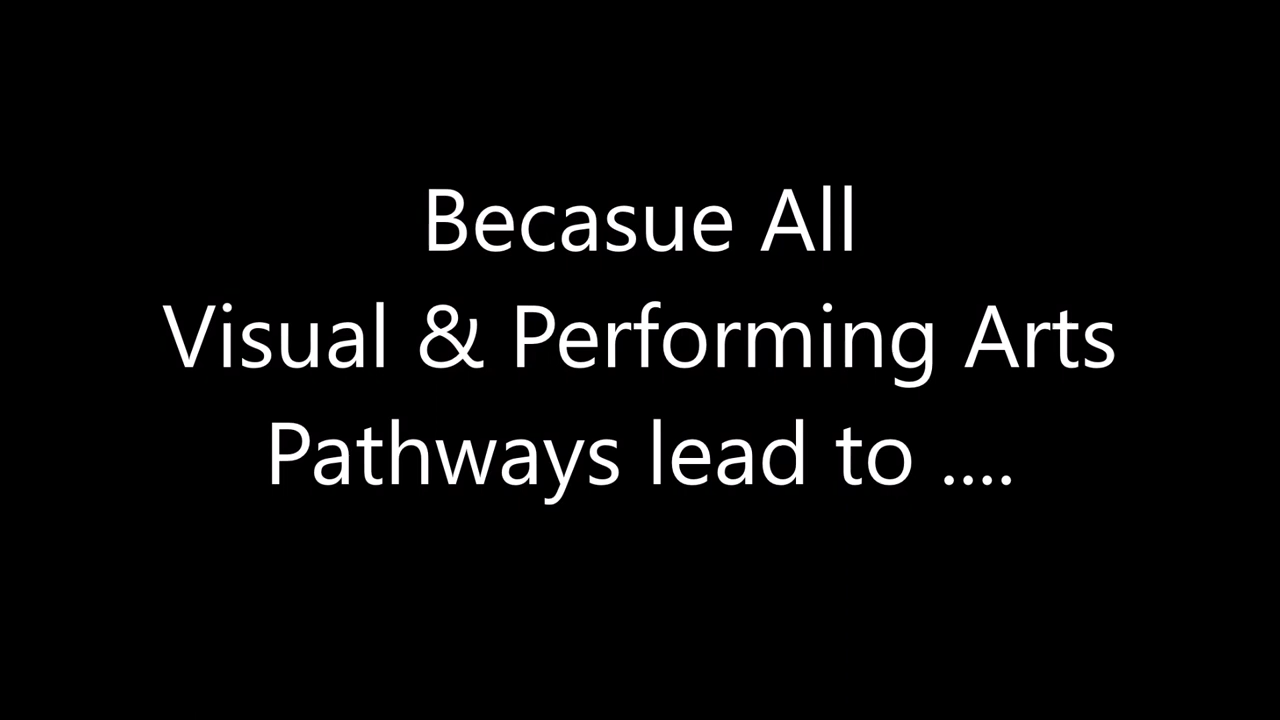 Becasue All
Visual & Performing Arts
Pathways lead to ....